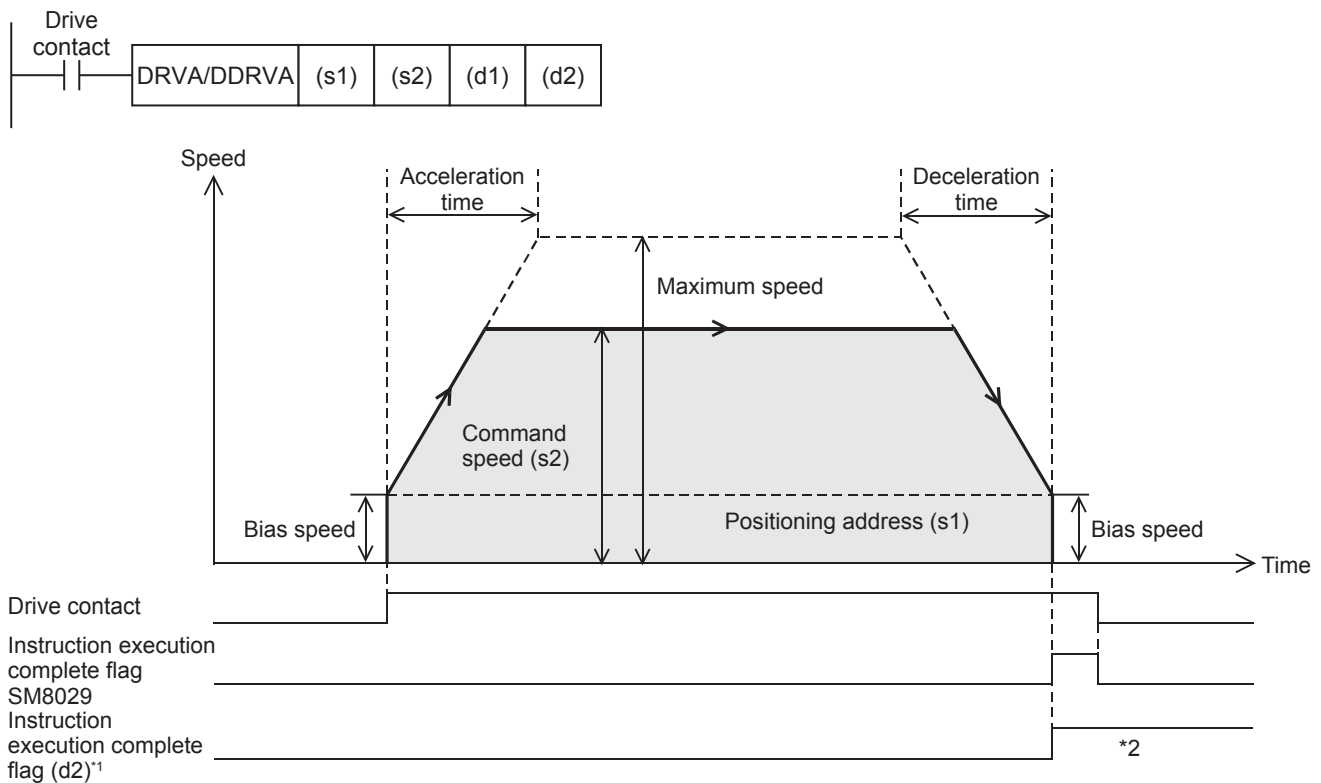 Drive
contact
DRVA/DDRVA (s1) (s2) (d1) (d2)
Speed
Acceleration
time
Deceleration
time
Maximum speed
Command
speed (s2)
Positioning address (s1)
Bias speed
Bias speed
Time
Drive contact
Instruction execution
complete flag
SM8029
Instruction
execution complete
flag (d2)*1
*2